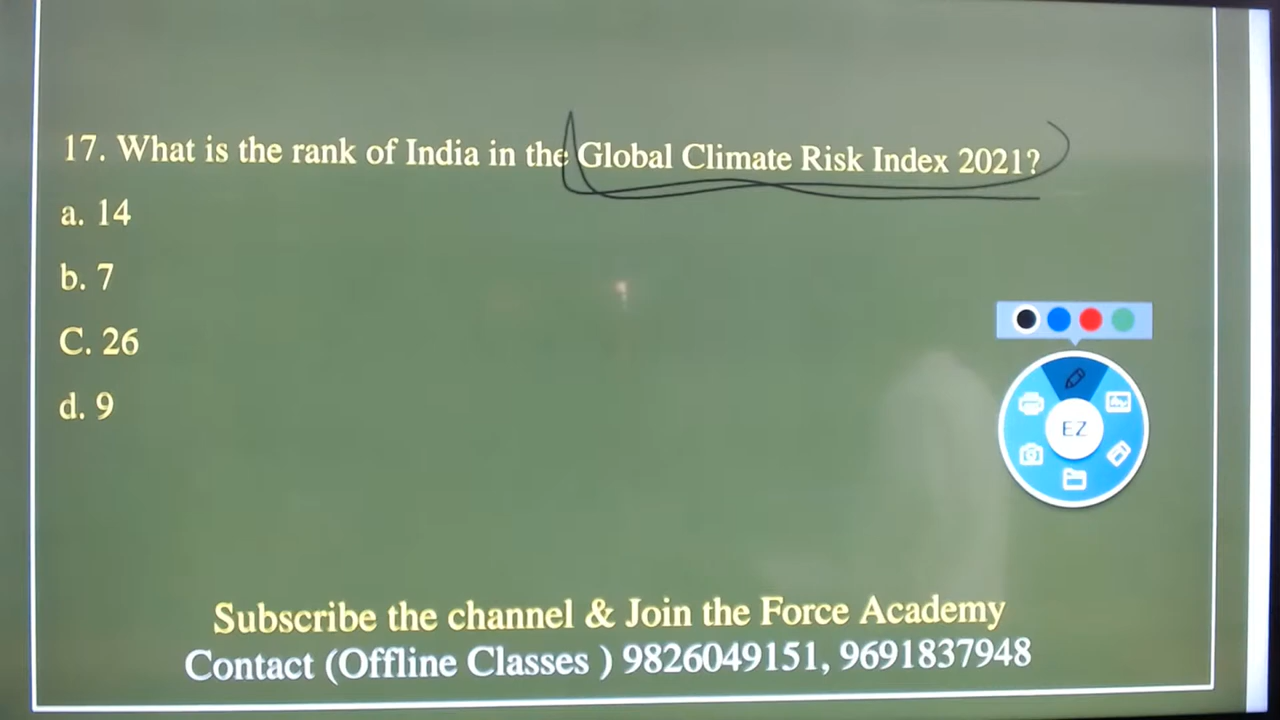 17. What is the rank of India in the Global Climate Risk Index 2021?
a. 14
b. 7
C. 26
d. 9
EZ
Subscribe the channel & Join the Force Academy
Contact (Offline Classes ) 9826049151, 9691837948